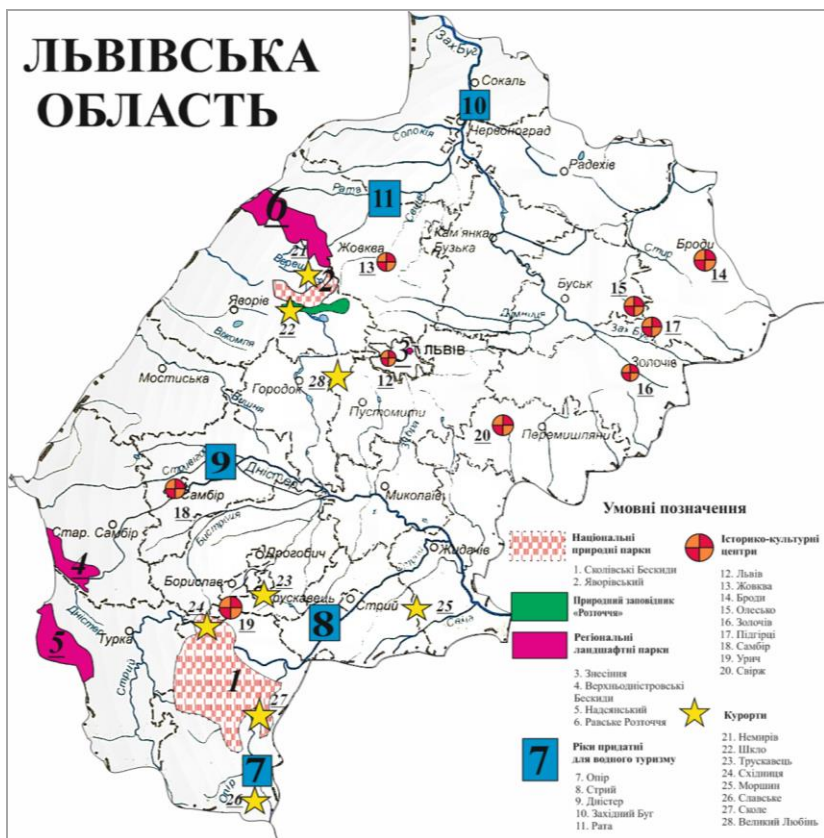 ЛЬВІВСЬКА
ОБЛАСТЬ
Зах Буг
Сокаль
10
Червоноград
Солокія
Радехів
Рата
11
6
21
Жовква
13
Кам'янка
Бузька
Стир
Броди
14
2
Яворів
22
Буськ
15
17
Зах Буг
3
ЛЬВІВ
12
Золочів
16
Мостиська
Вишня
Городок
28
Пустомити
20
Перемишляни
9
Стривігор
Дністер
Самбір
18
Миколаїв
Стар. Самбір
4
Бистриця
Дрогобич
Жидачів
Борислав
23
Трускавець
Стрий
25
24
19
8
Свіча
5
Дністер
Турка
Стрий
1
27
7
Опір
26
Умовні позначення
Національні
природні парки
1. Сколівські Бескиди
2. Яворівський
Природний заповідник
«Розточчя»
Регіональні
ландшафтні парки
3. Знесіння
4. Верхньодністровські
Бескиди
5. Надсянський
6. Равське Розточчя
7
Ріки придатні
для водного туризму
7. Опір
8. Стрий
9. Дністер
10. Західний Буг
11. Рата
Історико-культурні
центри
12. Львів
13. Жовква
14. Броди
15. Олесько
16. Золочів
17. Підгірці
18. Самбір
19. Урич
20. Свірж
Курорти
21. Немирів
22. Шкло
23. Трускавець
24. Східниця
25. Моршин
26. Славське
27. Сколе
28. Великий Любінь